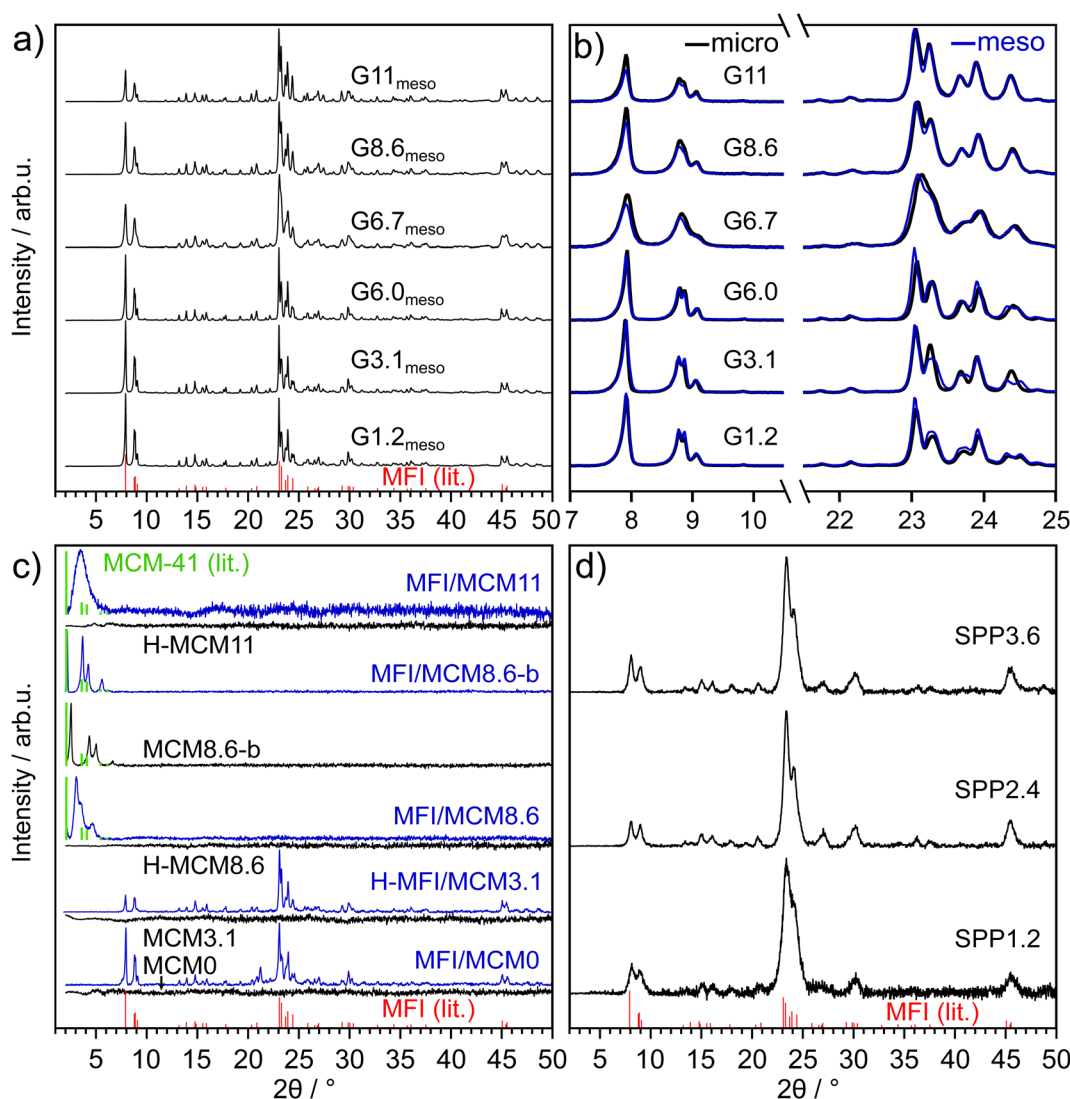 a)
Intensity / arb.u.
G11meso
G8.6meso
G6.7meso
G6.0meso
G3.1meso
G1.2meso
MFI (lit.)
5 10 15 20 25 30 35 40 45 50
b)
micro
meso
G11
G8.6
G6.7
G6.0
G3.1
G1.2
7 8 9 10 22 23 24 25
c)
Intensity / arb.u.
MCM-41 (lit.)
MFI/MCM11
H-MCM11
MFI/MCM8.6-b
MCM8.6-b
MFI/MCM8.6
H-MCM8.6
H-MFI/MCM3.1
MCM3.1
MCM0
MFI/MCM0
MFI (lit.)
5 10 15 20 25 30 35 40 45 50
2θ / °
d)
SPP3.6
SPP2.4
SPP1.2
MFI (lit.)
5 10 15 20 25 30 35 40 45 50
2θ / °